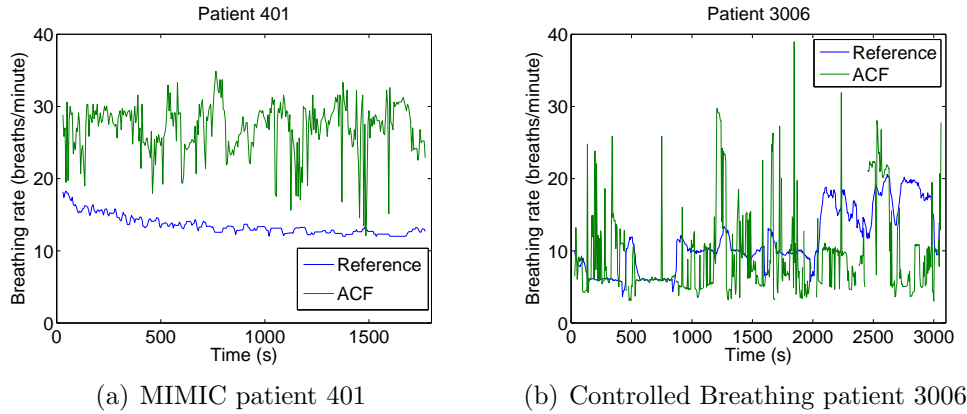 Patient 401
Breathing rate (breaths/minute)
40
30
20
10
0
0 500 1000 1500
Time (s)
Reference
ACF
(a) MIMIC patient 401
Patient 3006
Breathing rate (breaths/minute)
40
30
20
10
0
0 500 1000 1500 2000 2500 3000
Time (s)
Reference
ACF
(b) Controlled Breathing patient 3006